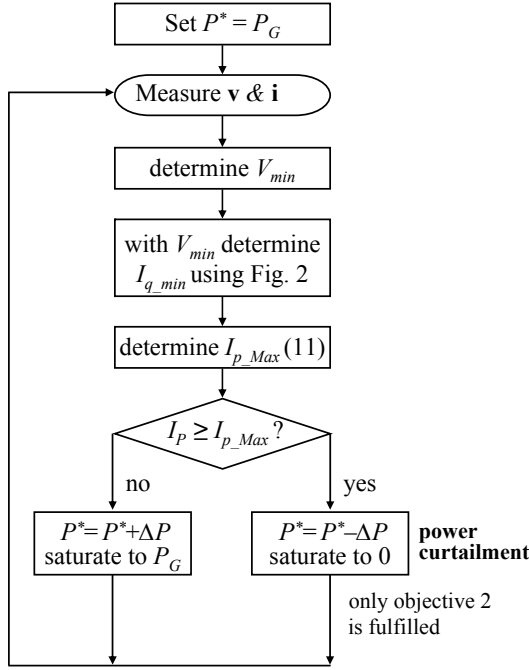 Set P* = P_G
Measure v & i
determine V_min
with V_min determine
I_q_min using Fig. 2
determine I_p_Max (11)
I_P ≥ I_p_Max?
no
yes
P*= P*+ΔP
saturate to P_G
P*= P*–ΔP
saturate to 0
power
curtailment
only objective 2
is fulfilled